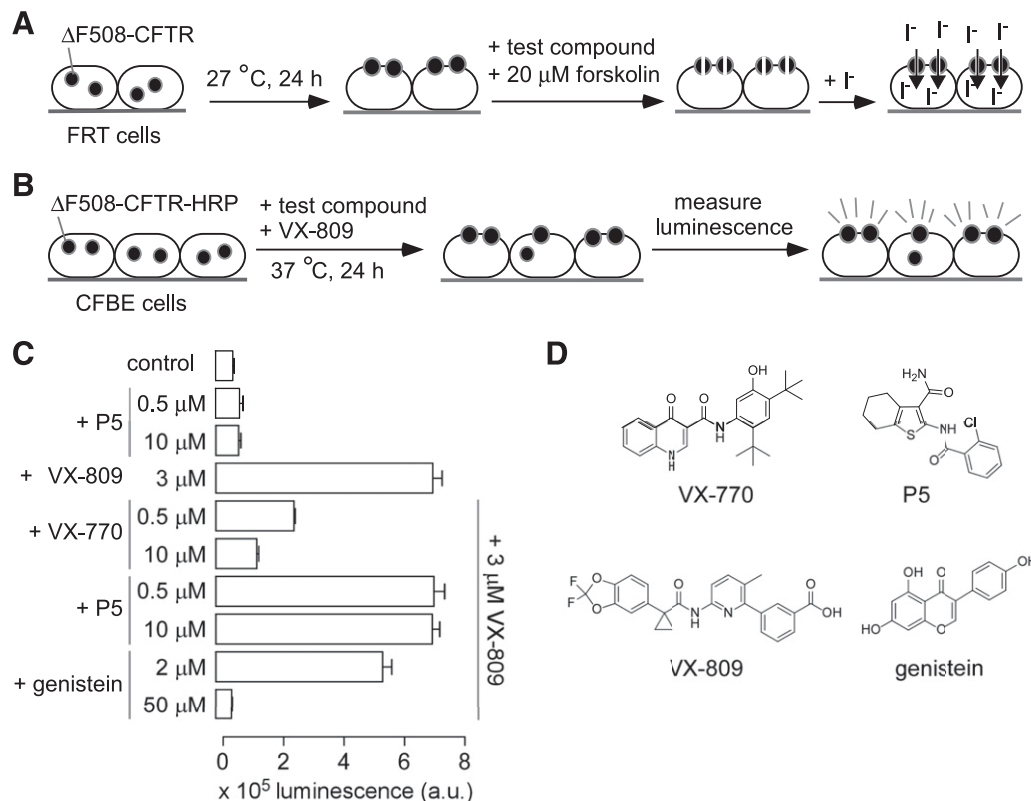 A
ΔF508-CFTR
27 °C, 24 h
+ test compound
+ 20 μM forskolin
+ I-
I- I- I- I-
I- I- I- I-
FRT cells
B
ΔF508-CFTR-HRP
+ test compound
+ VX-809
37 °C, 24 h
measure
luminescence
CFBE cells
C
control
+ P5
0.5 μM
10 μM
+ VX-809 3 μM
+ VX-770
0.5 μM
10 μM
+ P5
0.5 μM
10 μM
+ genistein
2 μM
50 μM
+ 3 μM VX-809
0 2 4 6 8
x 10⁵ luminescence (a.u.)
D
OH
O O
N
H
N
H
VX-770
H₂N
O
S
NH
O
Cl
P5
F
F
O
O
O
N
H
N
O
OH
VX-809
OH
O
HO
O
OH
genistein